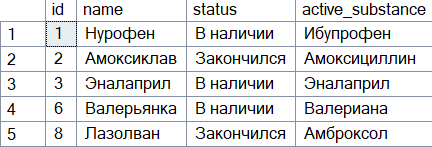 id name status active_substance
1 1 Нурофен В наличии Ибупрофен
2 2 Амоксиклав Закончился Амоксициллин
3 3 Эналаприл В наличии Эналаприл
4 6 Валерьянка В наличии Валериана
5 8 Лазолван Закончился Амброксол